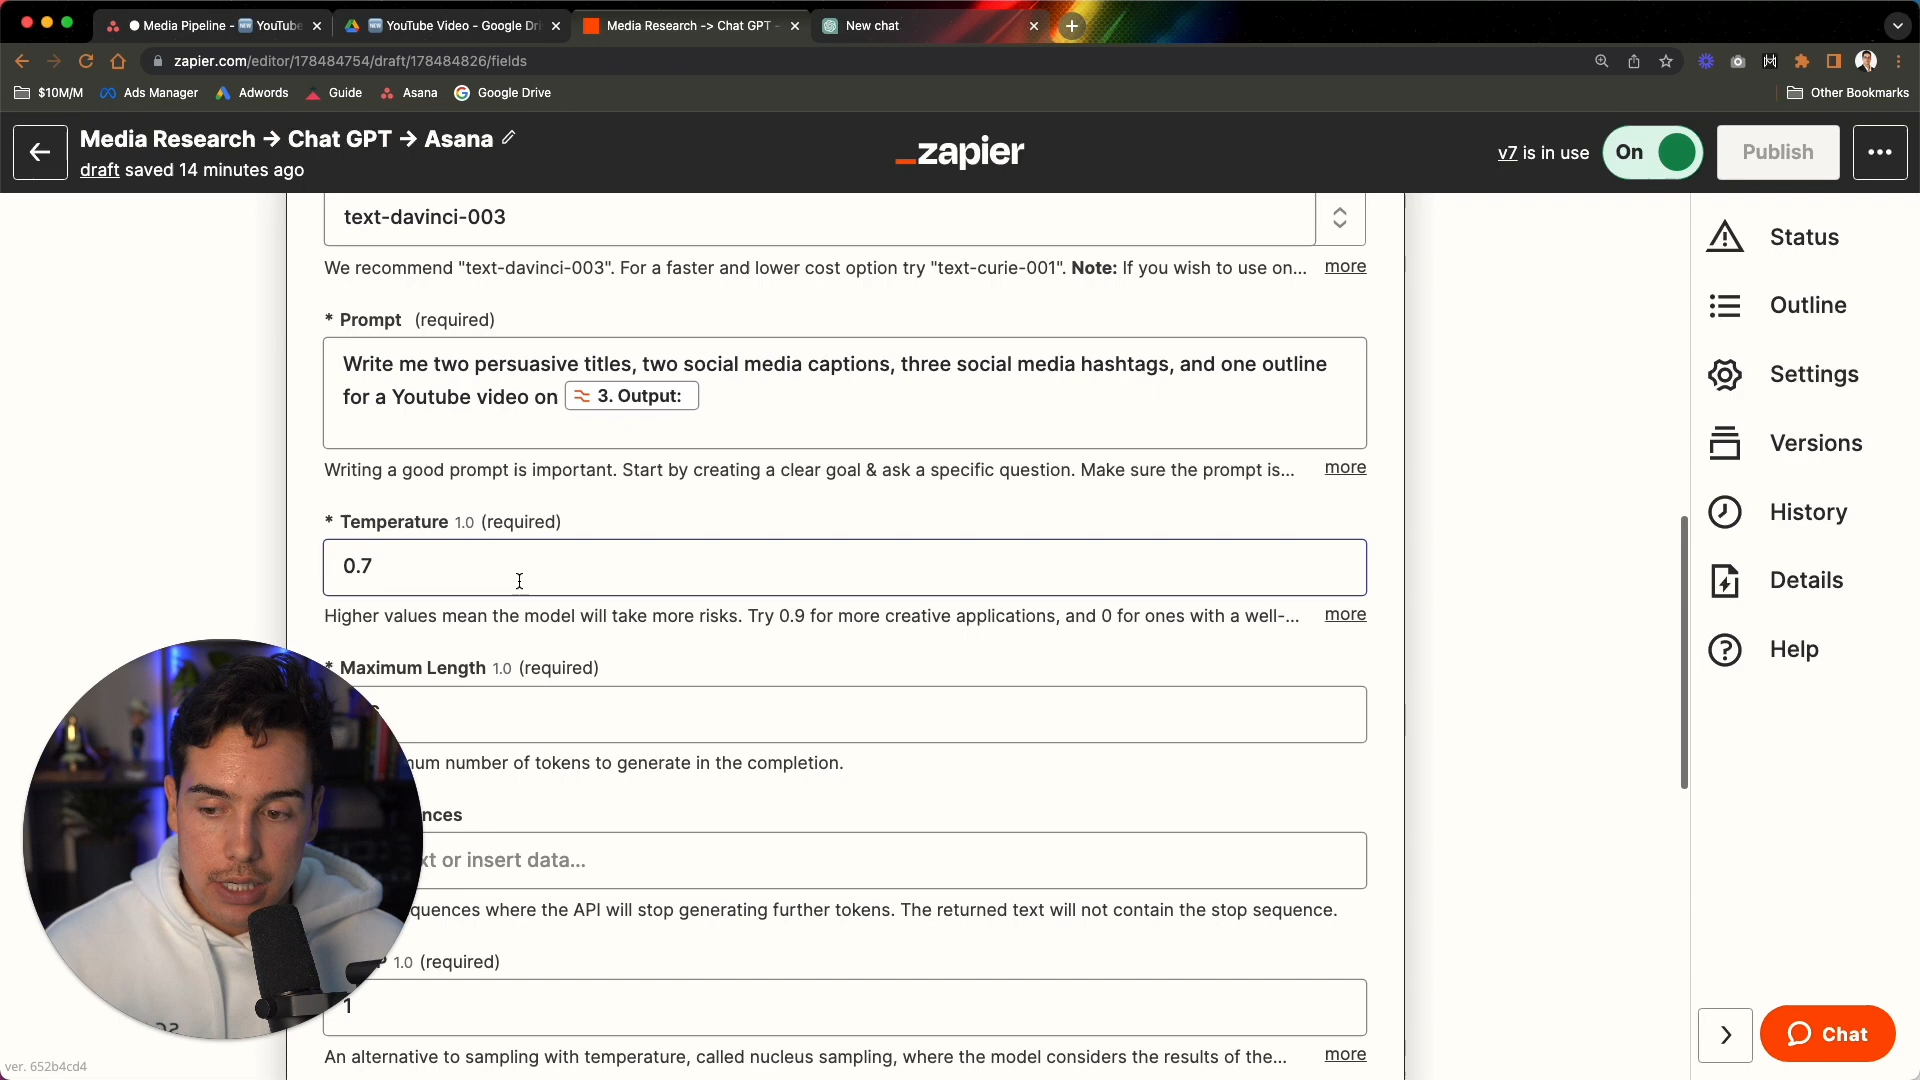 Media Pipeline - NEW YouTube
NEW YouTube Video - Google Dri
Media Research -> Chat GPT -
New chat
zapier.com/editor/178484754/draft/178484826/fields
$10M/M
Ads Manager
Adwords
Guide
Asana
Google Drive
Other Bookmarks
Media Research → Chat GPT → Asana
draft saved 14 minutes ago
zapier
v7 is in use
On
Publish
text-davinci-003
We recommend "text-davinci-003". For a faster and lower cost option try "text-curie-001". Note: If you wish to use on... more
* Prompt (required)
Write me two persuasive titles, two social media captions, three social media hashtags, and one outline
for a Youtube video on 3. Output:
Writing a good prompt is important. Start by creating a clear goal & ask a specific question. Make sure the prompt is... more
* Temperature 1.0 (required)
0.7
Higher values mean the model will take more risks. Try 0.9 for more creative applications, and 0 for ones with a well-... more
* Maximum Length 1.0 (required)
number of tokens to generate in the completion.
or insert data...
where the API will stop generating further tokens. The returned text will not contain the stop sequence.
1.0 (required)
1
An alternative to sampling with temperature, called nucleus sampling, where the model considers the results of the... more
Status
Outline
Settings
Versions
History
Details
Help
Chat
ver. 652b4cd4